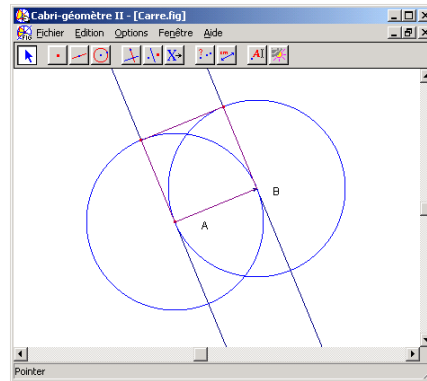 Cabri-géomètre II - [Carre.fig]
Fichier Edition Options Fenêtre Aide
A
B
Pointer